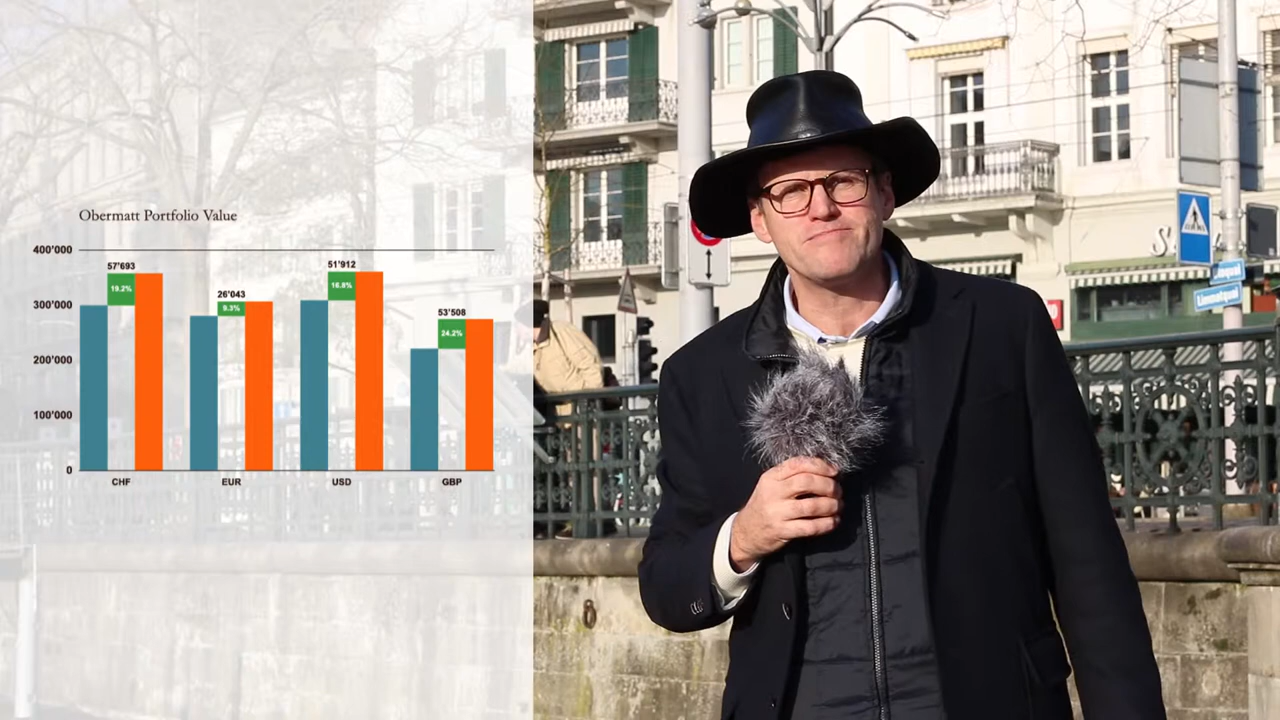 Obermatt Portfolio Value
400'000
300'000
200'000
100'000
0
57'693
19.2%
26'043
9.3%
51'912
16.8%
53'508
24.2%
CHF
EUR
USD
GBP
Limmatquai